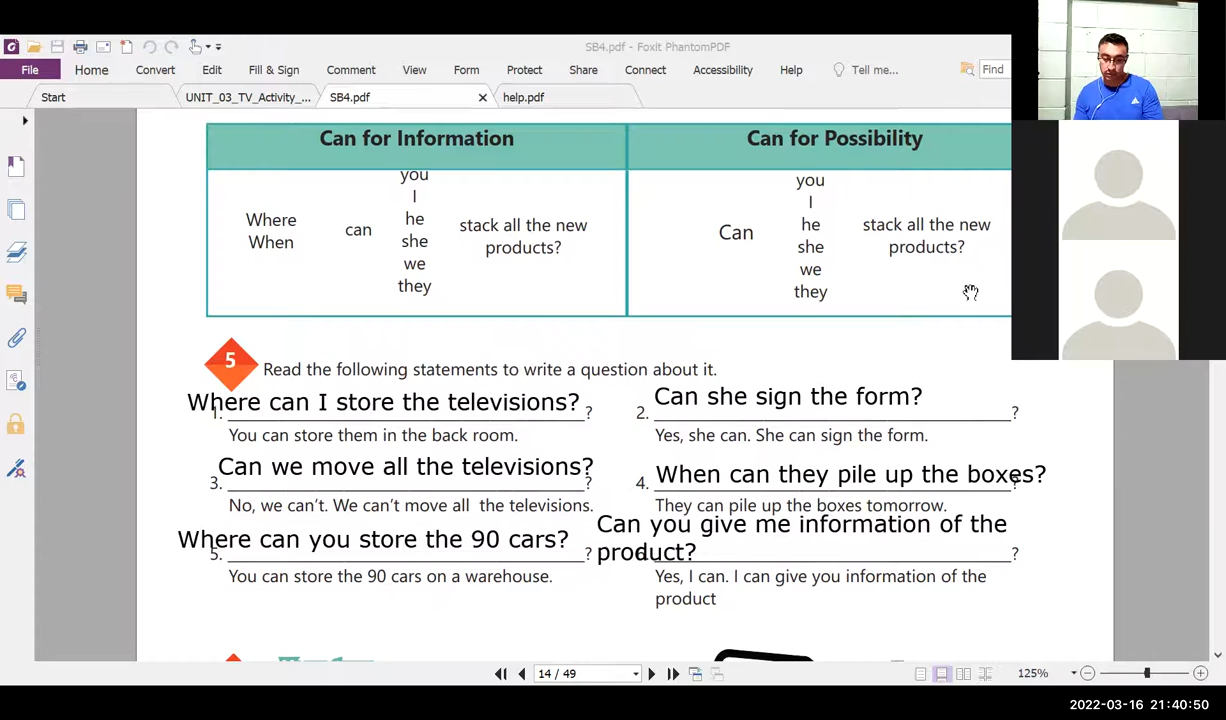 SB4.pdf - Foxit PhantomPDF
File Home Convert Edit Fill & Sign Comment View Form Protect Share Connect Accessibility Help Tell me... Find
Start UNIT_03_TV_Activity_... SB4.pdf help.pdf
Can for Information
Can for Possibility
Where
When
can
you
I
he
she
we
they
stack all the new
products?
Can
you
I
he
she
we
they
stack all the new
products?
5
Read the following statements to write a question about it.
1. Where can I store the televisions? ?
You can store them in the back room.
2. Can she sign the form? ?
Yes, she can. She can sign the form.
3. Can we move all the televisions? ?
No, we can't. We can't move all the televisions.
4. When can they pile up the boxes? ?
They can pile up the boxes tomorrow.
5. Where can you store the 90 cars? ?
You can store the 90 cars on a warehouse.
Can you give me information of the
product? ?
Yes, I can. I can give you information of the
product
14 / 49
125%
2022-03-16 21:40:50